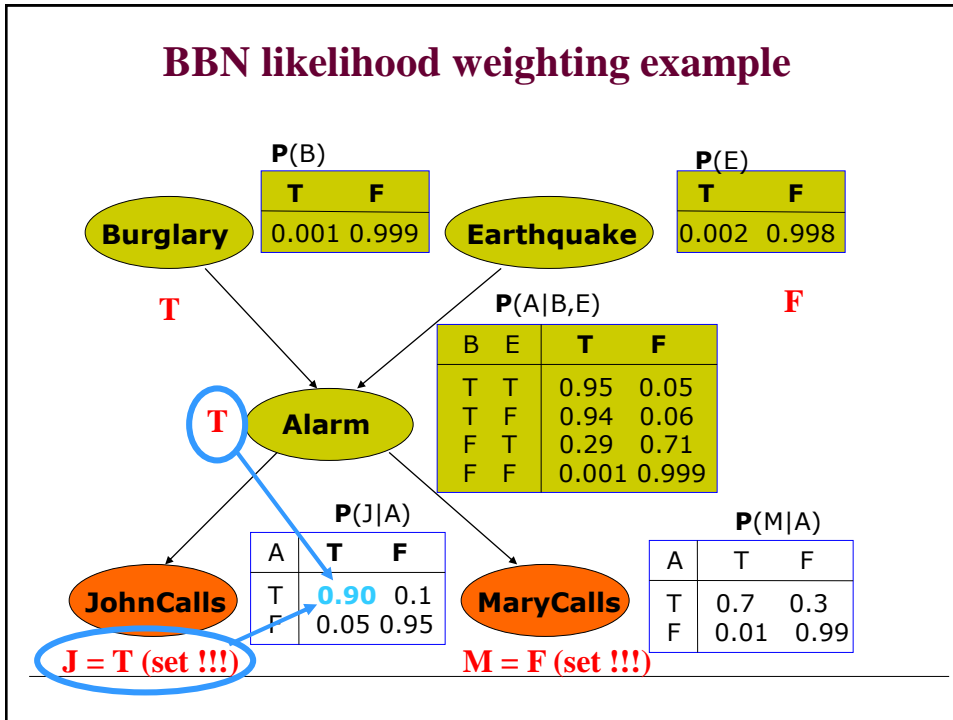 BBN likelihood weighting example
P(B)
T F
0.001 0.999
P(E)
T F
0.002 0.998
Burglary
Earthquake
T
F
P(A|B,E)
B E T F
T T 0.95 0.05
T F 0.94 0.06
F T 0.29 0.71
F F 0.001 0.999
T
Alarm
P(J|A)
A T F
T 0.90 0.1
F 0.05 0.95
P(M|A)
A T F
T 0.7 0.3
F 0.01 0.99
JohnCalls
MaryCalls
J = T (set !!!)
M = F (set !!!)